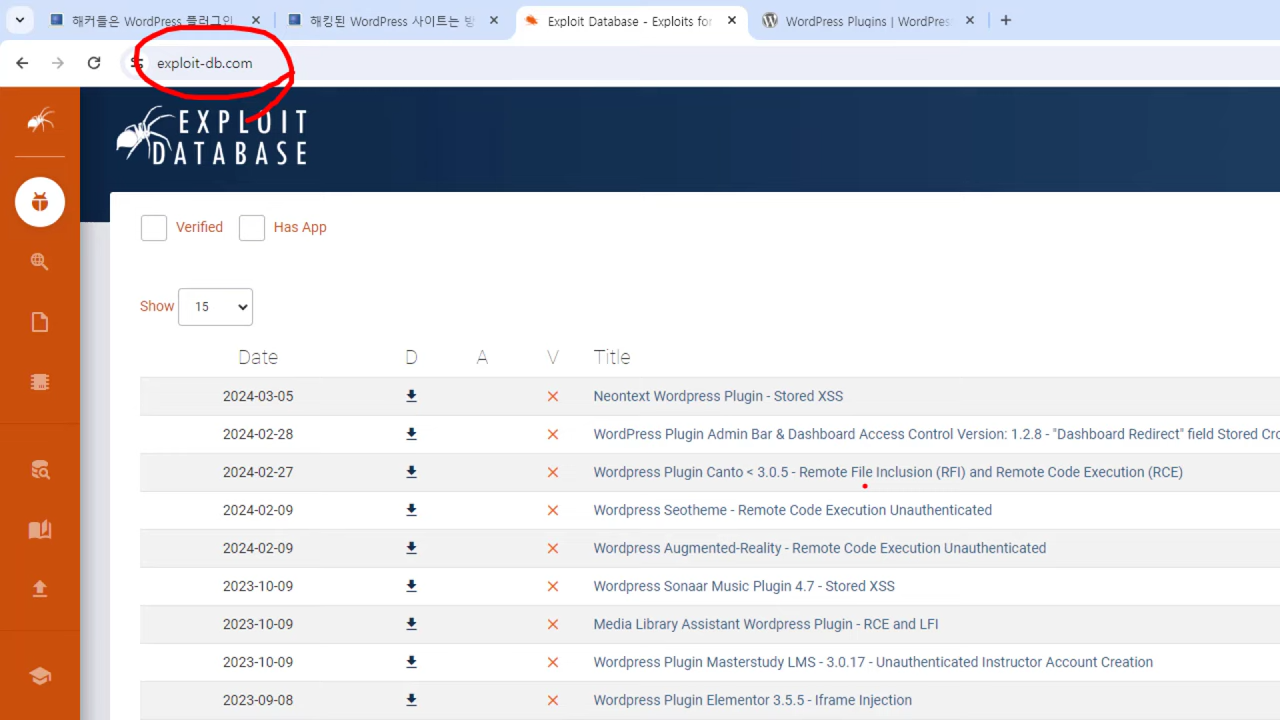 해커들은 WordPress 플러그인
해킹된 WordPress 사이트는 방
Exploit Database - Exploits for
WordPress Plugins | WordPres
exploit-db.com
EXPLOIT
DATABASE
Verified
Has App
Show 15
Date D A V Title
2024-03-05 Neontext Wordpress Plugin - Stored XSS
2024-02-28 WordPress Plugin Admin Bar & Dashboard Access Control Version: 1.2.8 - "Dashboard Redirect" field Stored Cro
2024-02-27 Wordpress Plugin Canto < 3.0.5 - Remote File Inclusion (RFI) and Remote Code Execution (RCE)
2024-02-09 Wordpress Seotheme - Remote Code Execution Unauthenticated
2024-02-09 Wordpress Augmented-Reality - Remote Code Execution Unauthenticated
2023-10-09 Wordpress Sonaar Music Plugin 4.7 - Stored XSS
2023-10-09 Media Library Assistant Wordpress Plugin - RCE and LFI
2023-10-09 Wordpress Plugin Masterstudy LMS - 3.0.17 - Unauthenticated Instructor Account Creation
2023-09-08 Wordpress Plugin Elementor 3.5.5 - Iframe Injection